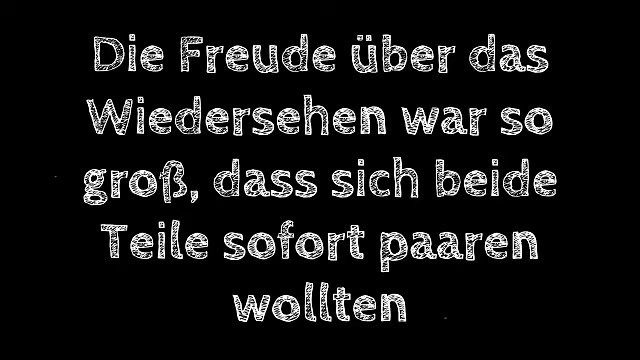 Die Freude über das
Wiedersehen war so
groß, dass sich beide
Teile sofort paaren
wollten